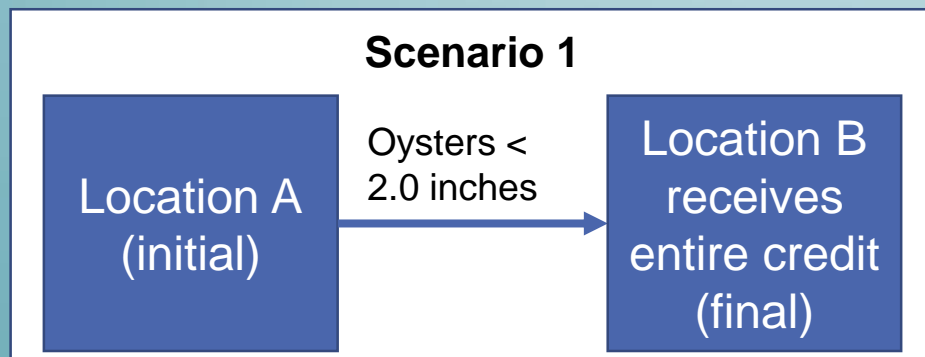 Scenario 1
Location A
(initial)
Oysters <
2.0 inches
Location B
receives
entire credit
(final)